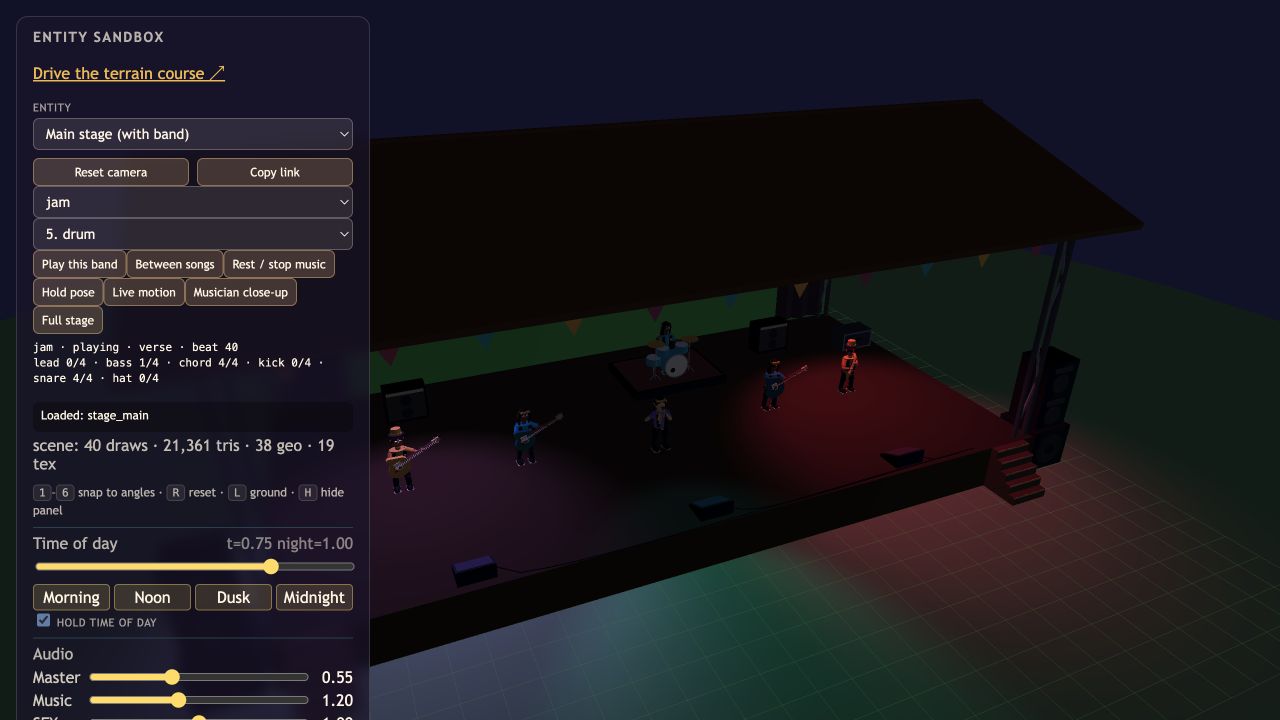 ENTITY SANDBOX
Drive the terrain course ↗
ENTITY
Main stage (with band)
Reset camera Copy link
jam
5. drum
Play this band Between songs Rest / stop music
Hold pose Live motion Musician close-up
Full stage
jam · playing · verse · beat 40
lead 0/4 · bass 1/4 · chord 4/4 · kick 0/4 ·
snare 4/4 · hat 0/4
Loaded: stage_main
scene: 40 draws · 21,361 tris · 38 geo · 19
tex
1-6 snap to angles · R reset · L ground · H hide
panel
Time of day t=0.75 night=1.00
Morning Noon Dusk Midnight
HOLD TIME OF DAY
Audio
Master 0.55
Music 1.20